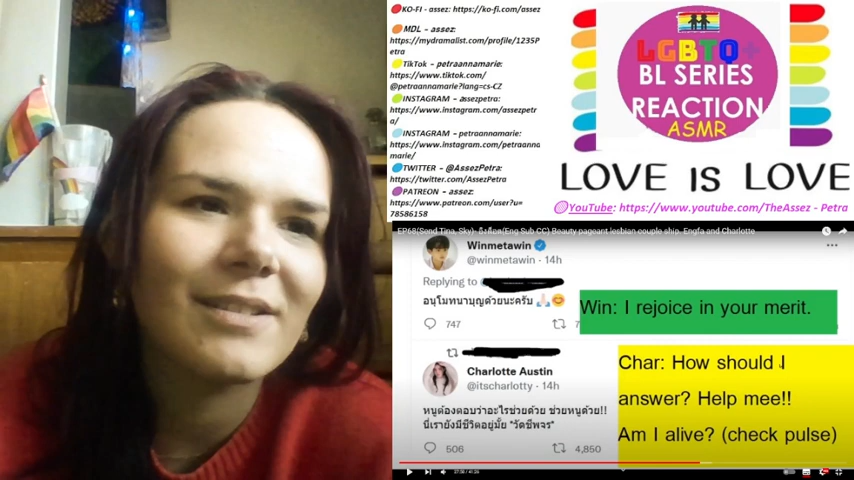 KO-FI - assez: https://ko-fi.com/assez
MDL - assez:
https://mydramalist.com/profile/1235P
etra
TikTok - petraannamarie:
https://www.tiktok.com/
@petraannamarie?lang=cs-CZ
INSTAGRAM - assezpetra:
https://www.instagram.com/assezpetr
a/
INSTAGRAM - petraannamarie:
https://www.instagram.com/petraanna
marie/
TWITTER - @AssezPetra:
https://twitter.com/AssezPetra
PATREON - assez:
https://www.patreon.com/user?u=
78586158
LGBTQ+
BL SERIES
REACTION
ASMR
LOVE IS LOVE
YouTube: https://www.youtube.com/TheAssez - Petra
EP68(Send Tina, Sky)- (Eng Sub CC) Beauty pageant lesbian couple ship. Engfa and Charlotte
Winmetawin
@winmetawin - 14h
Replying to
อนุโมทนาบุญด้วยนะครับ 🙏🏻😊
747
Win: I rejoice in your merit.
Charlotte Austin
@itscharlotty - 14h
หนูต้องตอบว่าอะไรช่วยด้วย ช่วยหนูด้วย!!
นี่เรายังมีชีวิตอยู่มั้ย *วัดชีพจร*
506
4,850
Char: How should I
answer? Help mee!!
Am I alive? (check pulse)